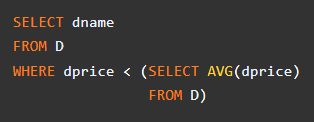 SELECT dname
FROM D
WHERE dprice < (SELECT AVG(dprice)
FROM D)